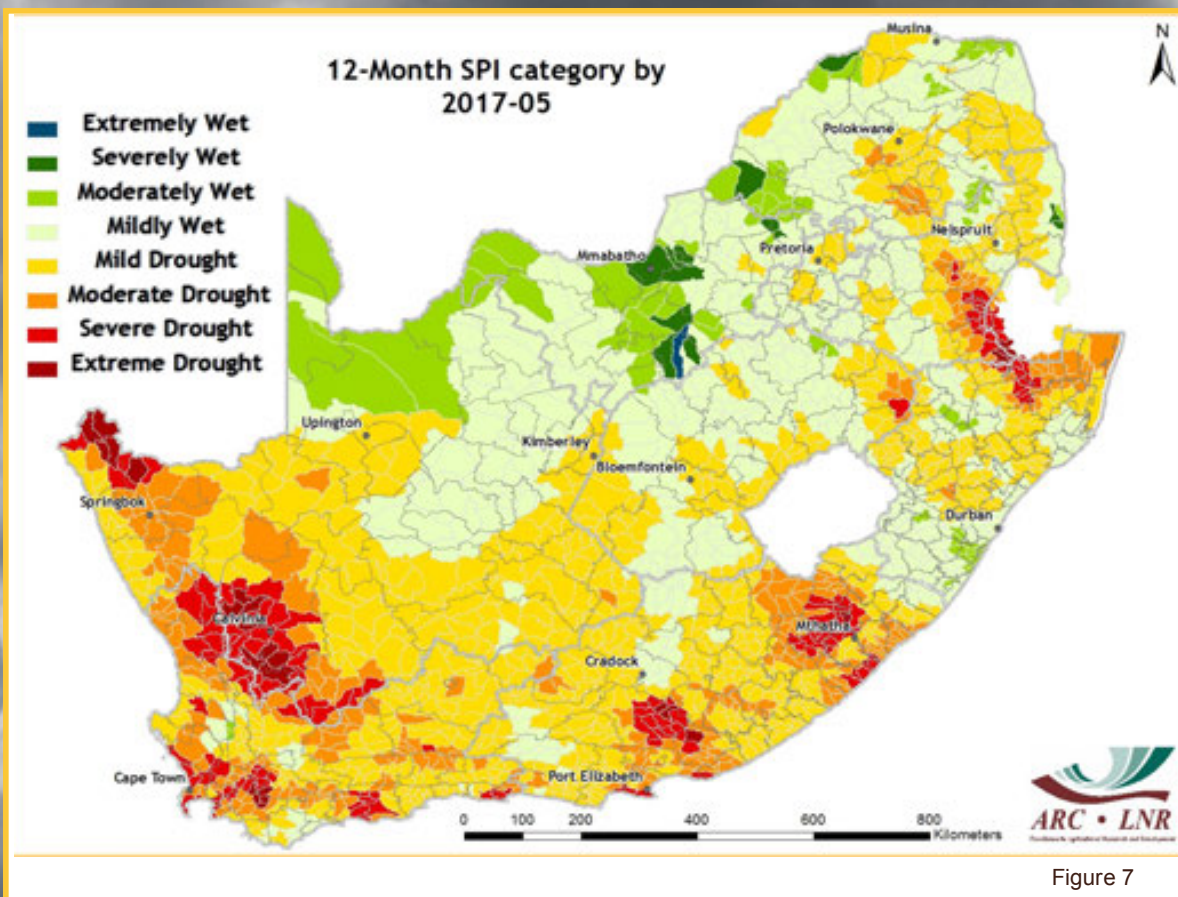 12-Month SPI category by
2017-05
N
Extremely Wet
Severely Wet
Moderately Wet
Mildly Wet
Mild Drought
Moderate Drought
Severe Drought
Extreme Drought
Musina
Polokwane
Nelspruit
Mmabatho
Pretoria
Upington
Kimberley
Bloemfontein
Springbok
Durban
Calvinia
Mthatha
Cradock
Cape Town
Port Elizabeth
0 100 200 400 600 800
Kilometers
ARC • LNR
Figure 7